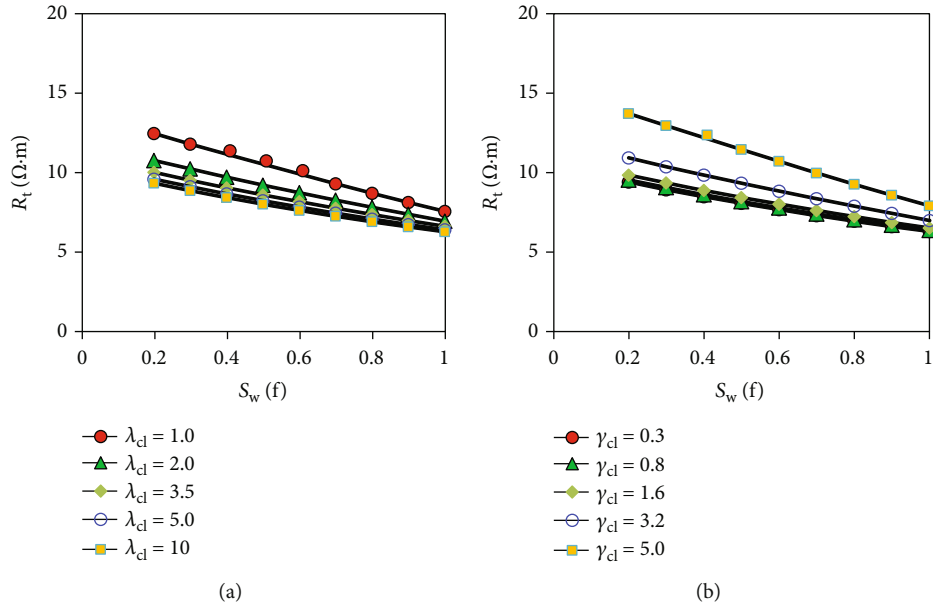 20
15
10
5
0
R_t (Ω·m)
0 0.2 0.4 0.6 0.8 1
S_w (f)
λ_cl = 1.0
λ_cl = 2.0
λ_cl = 3.5
λ_cl = 5.0
λ_cl = 10
(a)
20
15
10
5
0
R_t (Ω·m)
0 0.2 0.4 0.6 0.8 1
S_w (f)
γ_cl = 0.3
γ_cl = 0.8
γ_cl = 1.6
γ_cl = 3.2
γ_cl = 5.0
(b)